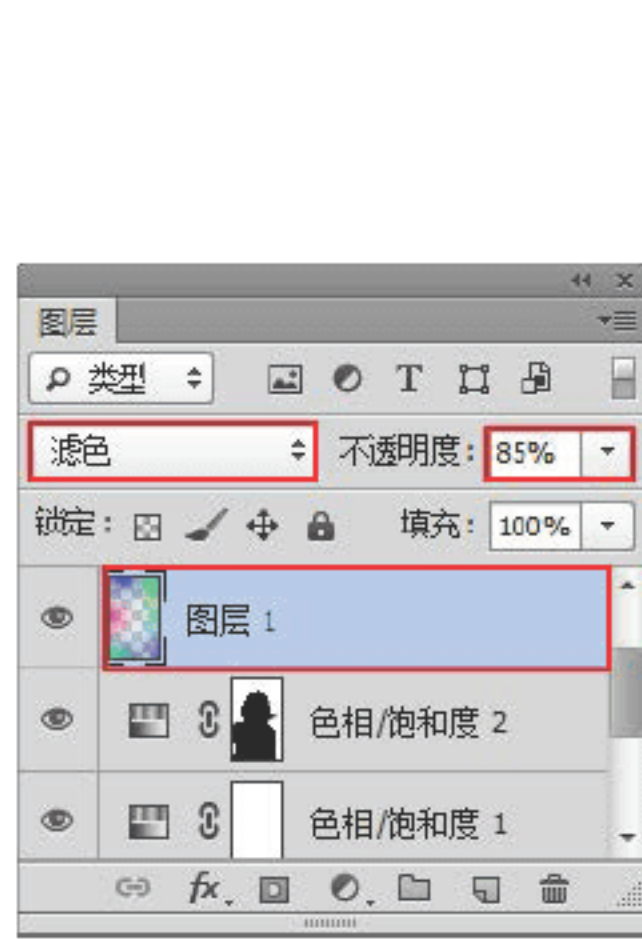 图层
类型 T
滤色 不透明度: 85%
锁定: 填充: 100%
图层 1
色相/饱和度 2
色相/饱和度 1
fx